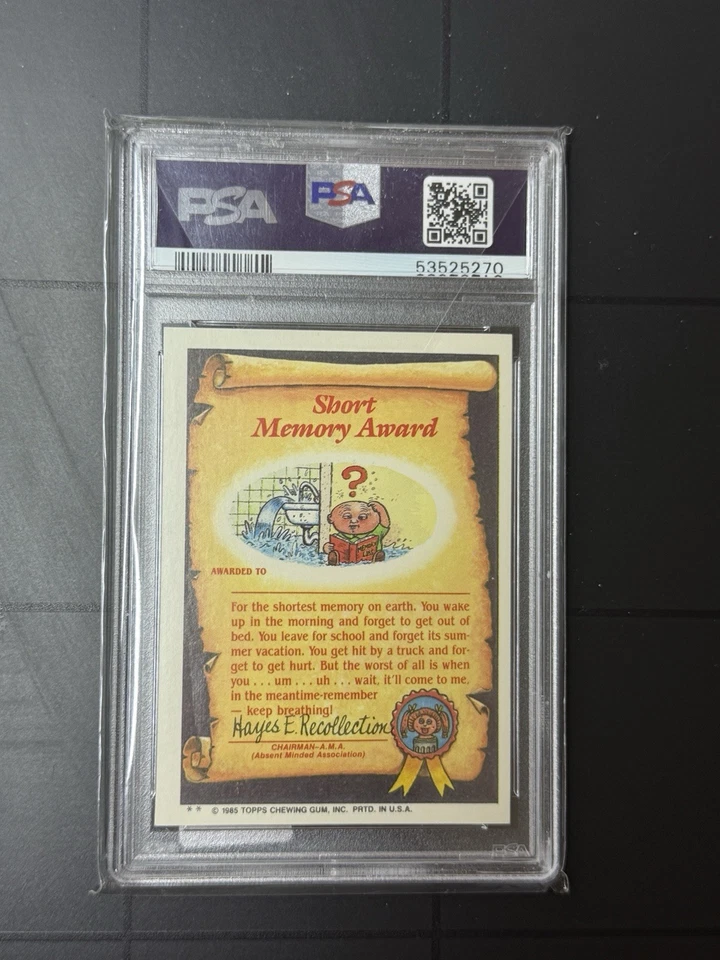 PSA
PSA
53525270
Short
Memory Award
?
AWARDED TO
For the shortest memory on earth. You wake
up in the morning and forget to get out of
bed. You leave for school and forget its sum-
mer vacation. You get hit by a truck and for-
get to get hurt. But the worst of all is when
you . . . um . . . uh . . . wait, it'll come to me,
in the meantime-remember
— keep breathing!
Hayes E. Recollection
CHAIRMAN–A.M.A.
(Absent Minded Association)
* * © 1985 TOPPS CHEWING GUM, INC. PRTD. IN U.S.A.
PSA